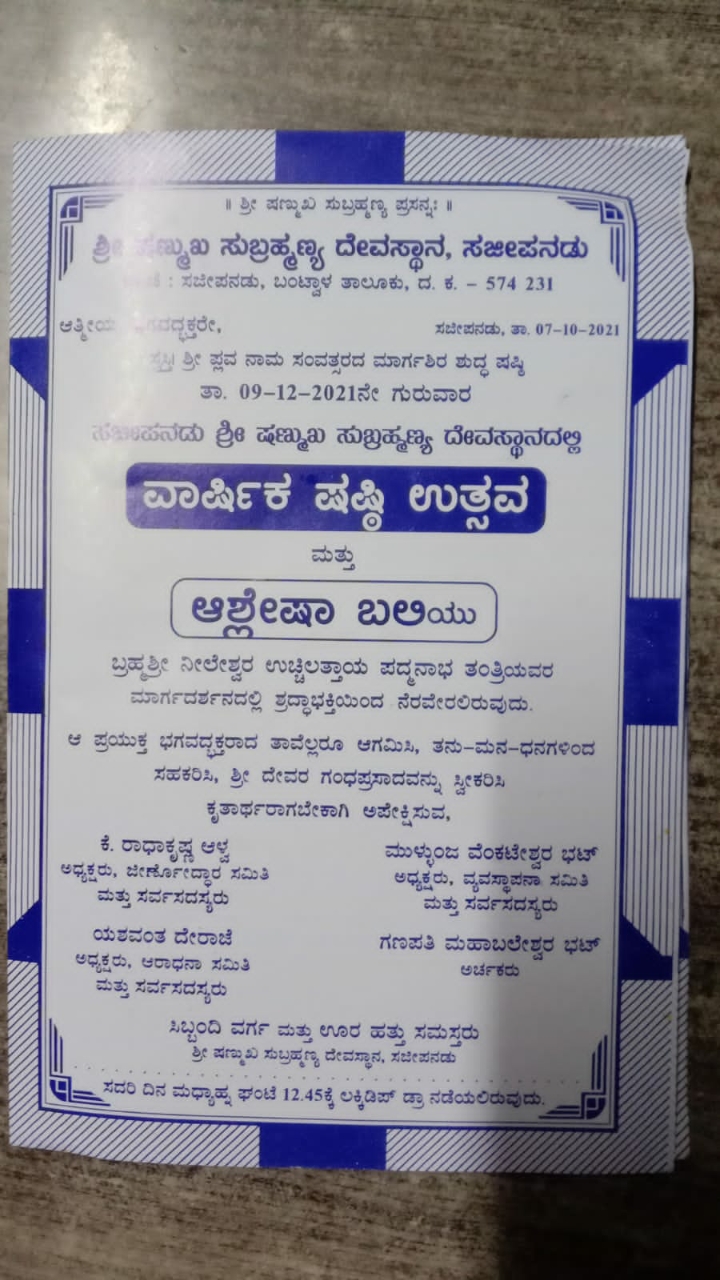 ॥ ಶ್ರೀ ಷಣ್ಮುಖ ಸುಬ್ರಹ್ಮಣ್ಯ ಪ್ರಸನ್ನಃ ॥
ಶ್ರೀ ಷಣ್ಮುಖ ಸುಬ್ರಹ್ಮಣ್ಯ ದೇವಸ್ಥಾನ, ಸಜೀಪನಡು
: ಸಜೀಪನಡು, ಬಂಟ್ವಾಳ ತಾಲೂಕು, ದ. ಕ. – 574 231
ಆತ್ಮೀಯ ಭಗವದ್ಭಕ್ತರೇ,
ಸಜೀಪನಡು, ತಾ. 07-10-2021
ಶ್ರೀ ಪ್ಲವ ನಾಮ ಸಂವತ್ಸರದ ಮಾರ್ಗಶಿರ ಶುದ್ಧ ಷಷ್ಠಿ
ತಾ. 09-12-2021ನೇ ಗುರುವಾರ
ಸಜೀಪನಡು ಶ್ರೀ ಷಣ್ಮುಖ ಸುಬ್ರಹ್ಮಣ್ಯ ದೇವಸ್ಥಾನದಲ್ಲಿ
ವಾರ್ಷಿಕ ಷಷ್ಠಿ ಉತ್ಸವ
ಮತ್ತು
ಆಶ್ಲೇಷಾ ಬಲಿಯು
ಬ್ರಹ್ಮಶ್ರೀ ನೀಲೇಶ್ವರ ಉಚ್ಚಿಲತ್ತಾಯ ಪದ್ಮನಾಭ ತಂತ್ರಿಯವರ
ಮಾರ್ಗದರ್ಶನದಲ್ಲಿ ಶ್ರದ್ಧಾಭಕ್ತಿಯಿಂದ ನೆರವೇರಲಿರುವುದು.
ಆ ಪ್ರಯುಕ್ತ ಭಗವದ್ಭಕ್ತರಾದ ತಾವೆಲ್ಲರೂ ಆಗಮಿಸಿ, ತನು-ಮನ-ಧನಗಳಿಂದ
ಸಹಕರಿಸಿ, ಶ್ರೀ ದೇವರ ಗಂಧಪ್ರಸಾದವನ್ನು ಸ್ವೀಕರಿಸಿ
ಕೃತಾರ್ಥರಾಗಬೇಕಾಗಿ ಅಪೇಕ್ಷಿಸುವ,
ಕೆ. ರಾಧಾಕೃಷ್ಣ ಆಳ್ವ
ಅಧ್ಯಕ್ಷರು, ಜೀರ್ಣೋದ್ಧಾರ ಸಮಿತಿ
ಮತ್ತು ಸರ್ವಸದಸ್ಯರು
ಮುಳ್ಳುಂಜ ವೆಂಕಟೇಶ್ವರ ಭಟ್
ಅಧ್ಯಕ್ಷರು, ವ್ಯವಸ್ಥಾಪನಾ ಸಮಿತಿ
ಮತ್ತು ಸರ್ವಸದಸ್ಯರು
ಯಶವಂತ ದೇರಾಜೆ
ಅಧ್ಯಕ್ಷರು, ಆರಾಧನಾ ಸಮಿತಿ
ಮತ್ತು ಸರ್ವಸದಸ್ಯರು
ಗಣಪತಿ ಮಹಾಬಲೇಶ್ವರ ಭಟ್
ಅರ್ಚಕರು
ಸಿಬ್ಬಂದಿ ವರ್ಗ ಮತ್ತು ಊರ ಹತ್ತು ಸಮಸ್ತರು
ಶ್ರೀ ಷಣ್ಮುಖ ಸುಬ್ರಹ್ಮಣ್ಯ ದೇವಸ್ಥಾನ, ಸಜೀಪನಡು
ಸದರಿ ದಿನ ಮಧ್ಯಾಹ್ನ ಘಂಟೆ 12.45ಕ್ಕೆ ಲಕ್ಕಿಡಿಪ್ ಡ್ರಾ ನಡೆಯಲಿರುವುದು.